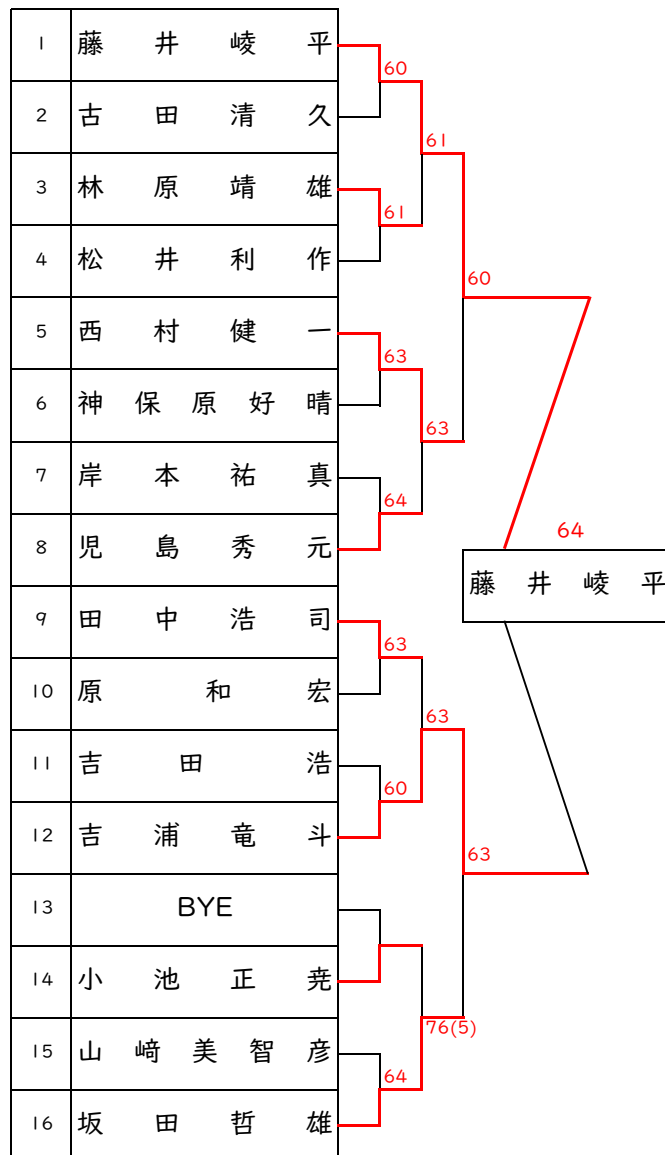 1 藤井崚平
60
2 古田清久
61
3 林原靖雄
61
4 松井利作
60
5 西村健一
63
6 神保原好晴
63
7 岸本祐真
64
8 児島秀元
64
藤井崚平
9 田中浩司
63
10 原和宏
63
11 吉田浩
60
12 吉浦竜斗
63
13 BYE
14 小池正尭
76(5)
15 山﨑美智彦
64
16 坂田哲雄